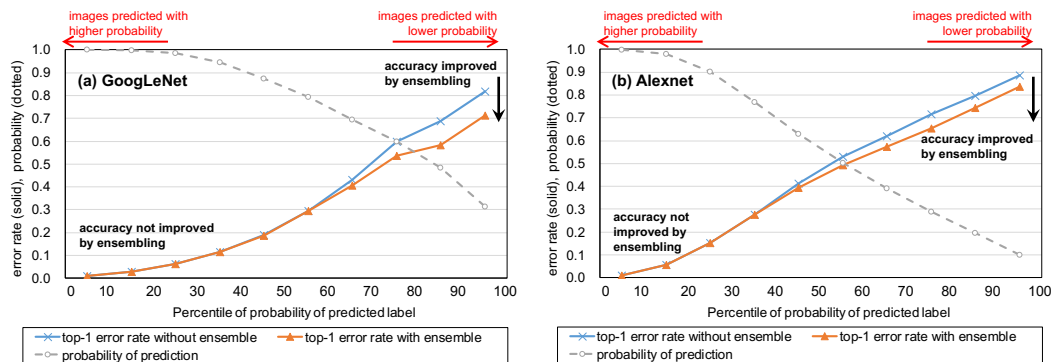 images predicted with
higher probability
images predicted with
lower probability
error rate (solid), probability (dotted)
1.0
0.9
0.8
0.7
0.6
0.5
0.4
0.3
0.2
0.1
0.0
(a) GoogLeNet
accuracy improved
by ensembling
accuracy not improved
by ensembling
0 10 20 30 40 50 60 70 80 90 100
Percentile of probability of predicted label
top-1 error rate without ensemble top-1 error rate with ensemble
probability of prediction
images predicted with
higher probability
images predicted with
lower probability
error rate (solid), probability (dotted)
1.0
0.9
0.8
0.7
0.6
0.5
0.4
0.3
0.2
0.1
0.0
(b) Alexnet
accuracy improved
by ensembling
accuracy not
improved by
ensembling
0 10 20 30 40 50 60 70 80 90 100
Percentile of probability of predicted label
top-1 error rate without ensemble top-1 error rate with ensemble
probability of prediction